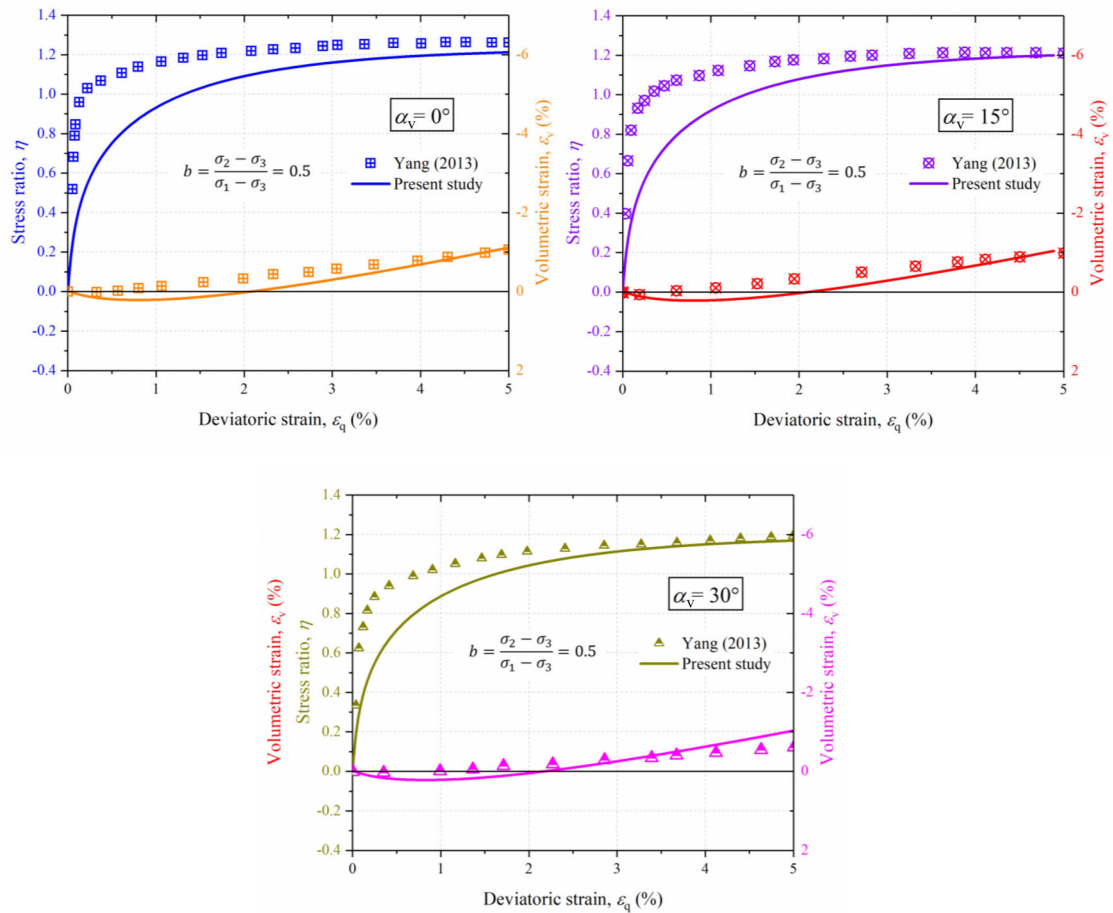 1.4
1.2
1.0
0.8
0.6
0.4
0.2
0.0
-0.2
-0.4
Stress ratio, η
-6
-4
-2
0
2
Volumetric strain, εv (%)
αv= 0°
b = (σ2 − σ3)/(σ1 − σ3) = 0.5
Yang (2013)
Present study
0 1 2 3 4 5
Deviatoric strain, εq (%)
1.4
1.2
1.0
0.8
0.6
0.4
0.2
0.0
-0.2
-0.4
Stress ratio, η
-6
-4
-2
0
2
Volumetric strain, εv (%)
αv= 15°
b = (σ2 − σ3)/(σ1 − σ3) = 0.5
Yang (2013)
Present study
0 1 2 3 4 5
Deviatoric strain, εq (%)
Volumetric strain, εv (%)
1.4
1.2
1.0
0.8
0.6
0.4
0.2
0.0
-0.2
-0.4
Stress ratio, η
-6
-4
-2
0
2
Volumetric strain, εv (%)
αv= 30°
b = (σ2 − σ3)/(σ1 − σ3) = 0.5
Yang (2013)
Present study
0 1 2 3 4 5
Deviatoric strain, εq (%)